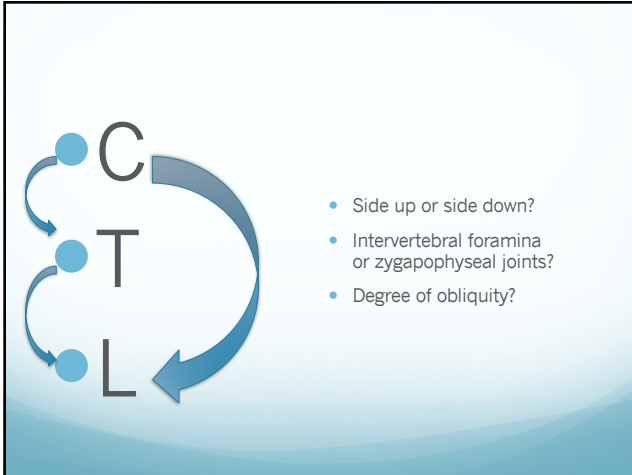 C
T
L
• Side up or side down?
• Intervertebral foramina
or zygapophyseal joints?
• Degree of obliquity?